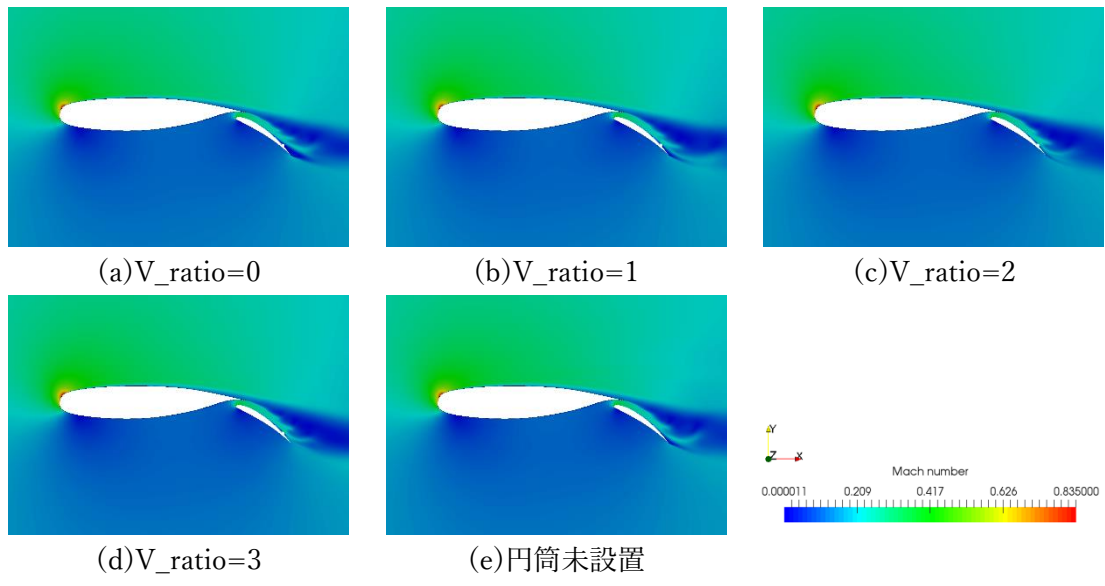 (a)V_ratio=0
(b)V_ratio=1
(c)V_ratio=2
(d)V_ratio=3
(e)円筒未設置
Y
Z X
Mach number
0.000011 0.209 0.417 0.626 0.835000